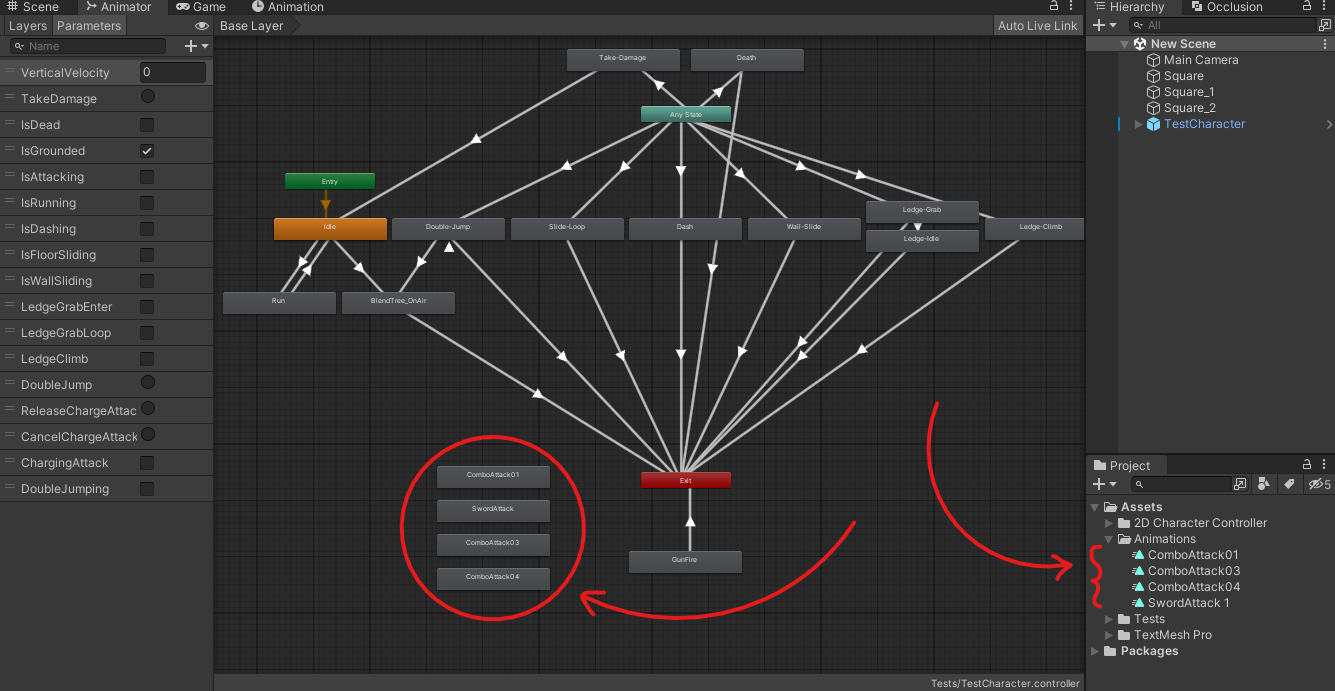 Scene
Animator
Game
Animation
Layers
Parameters
Base Layer
Auto Live Link
Name
VerticalVelocity
0
TakeDamage
IsDead
IsGrounded
IsAttacking
IsRunning
IsDashing
IsFloorSliding
IsWallSliding
LedgeGrabEnter
LedgeGrabLoop
LedgeClimb
DoubleJump
ReleaseChargeAttac
CancelChargeAttack
ChargingAttack
DoubleJumping
Take-Damage
Death
Any State
Entry
Idle
Double-Jump
Slide-Loop
Dash
Wall-Slide
Ledge-Grab
Ledge-Idle
Ledge-Climb
Run
BlendTree_OnAir
ComboAttack01
SwordAttack
ComboAttack03
ComboAttack04
Exit
GunFire
Tests/TestCharacter.controller
Hierarchy
Occlusion
All
New Scene
Main Camera
Square
Square_1
Square_2
TestCharacter
Project
5
Assets
2D Character Controller
Animations
ComboAttack01
ComboAttack03
ComboAttack04
SwordAttack 1
Tests
TextMesh Pro
Packages